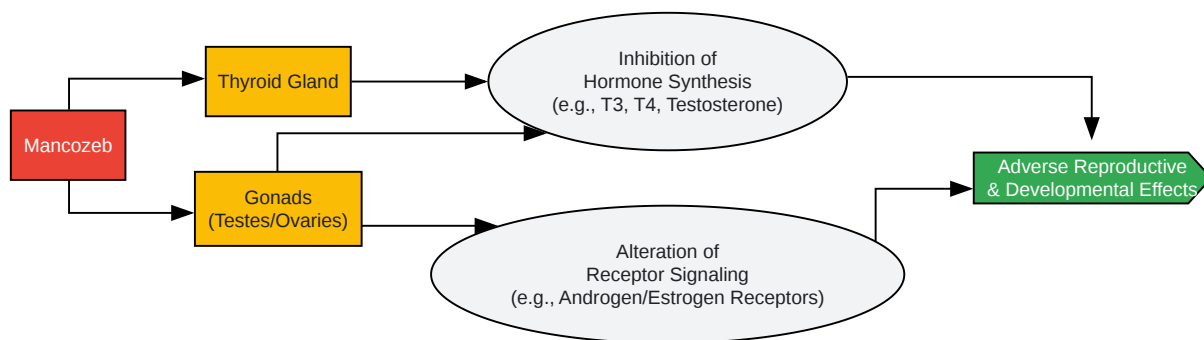 Mancozeb
Thyroid Gland
Gonads
(Testes/Ovaries)
Inhibition of
Hormone Synthesis
(e.g., T3, T4, Testosterone)
Alteration of
Receptor Signaling
(e.g., Androgen/Estrogen Receptors)
Adverse Reproductive
& Developmental Effects